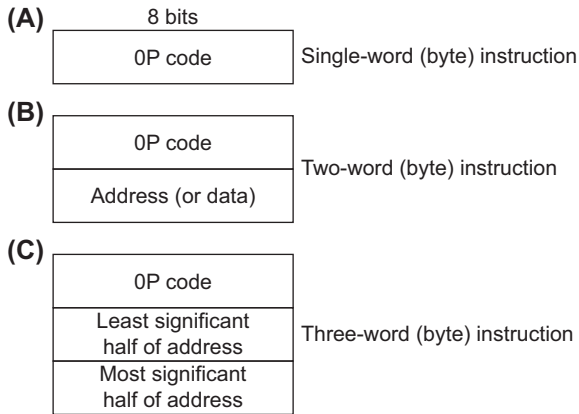 (A)
8 bits
0P code
Single-word (byte) instruction
(B)
0P code
Two-word (byte) instruction
Address (or data)
(C)
0P code
Least significant
half of address
Three-word (byte) instruction
Most significant
half of address